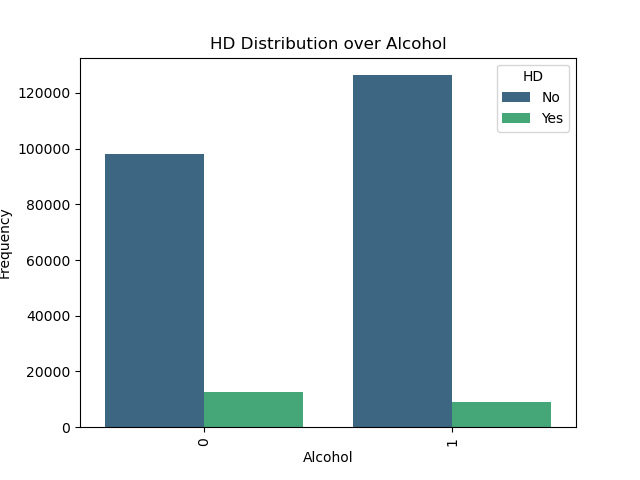 HD Distribution over Alcohol
HD
No
Yes
120000
100000
80000
60000
40000
20000
0
Frequency
0
1
Alcohol